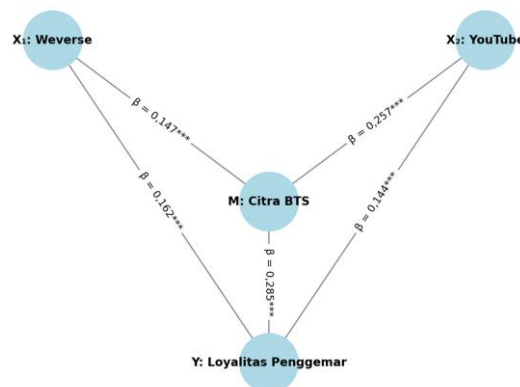 X₁: Weverse
X₂: YouTube
β = 0,147***
β = 0,257***
β = 0,162***
β = 0,144***
M: Citra BTS
β = 0,285***
Y: Loyalitas Penggemar